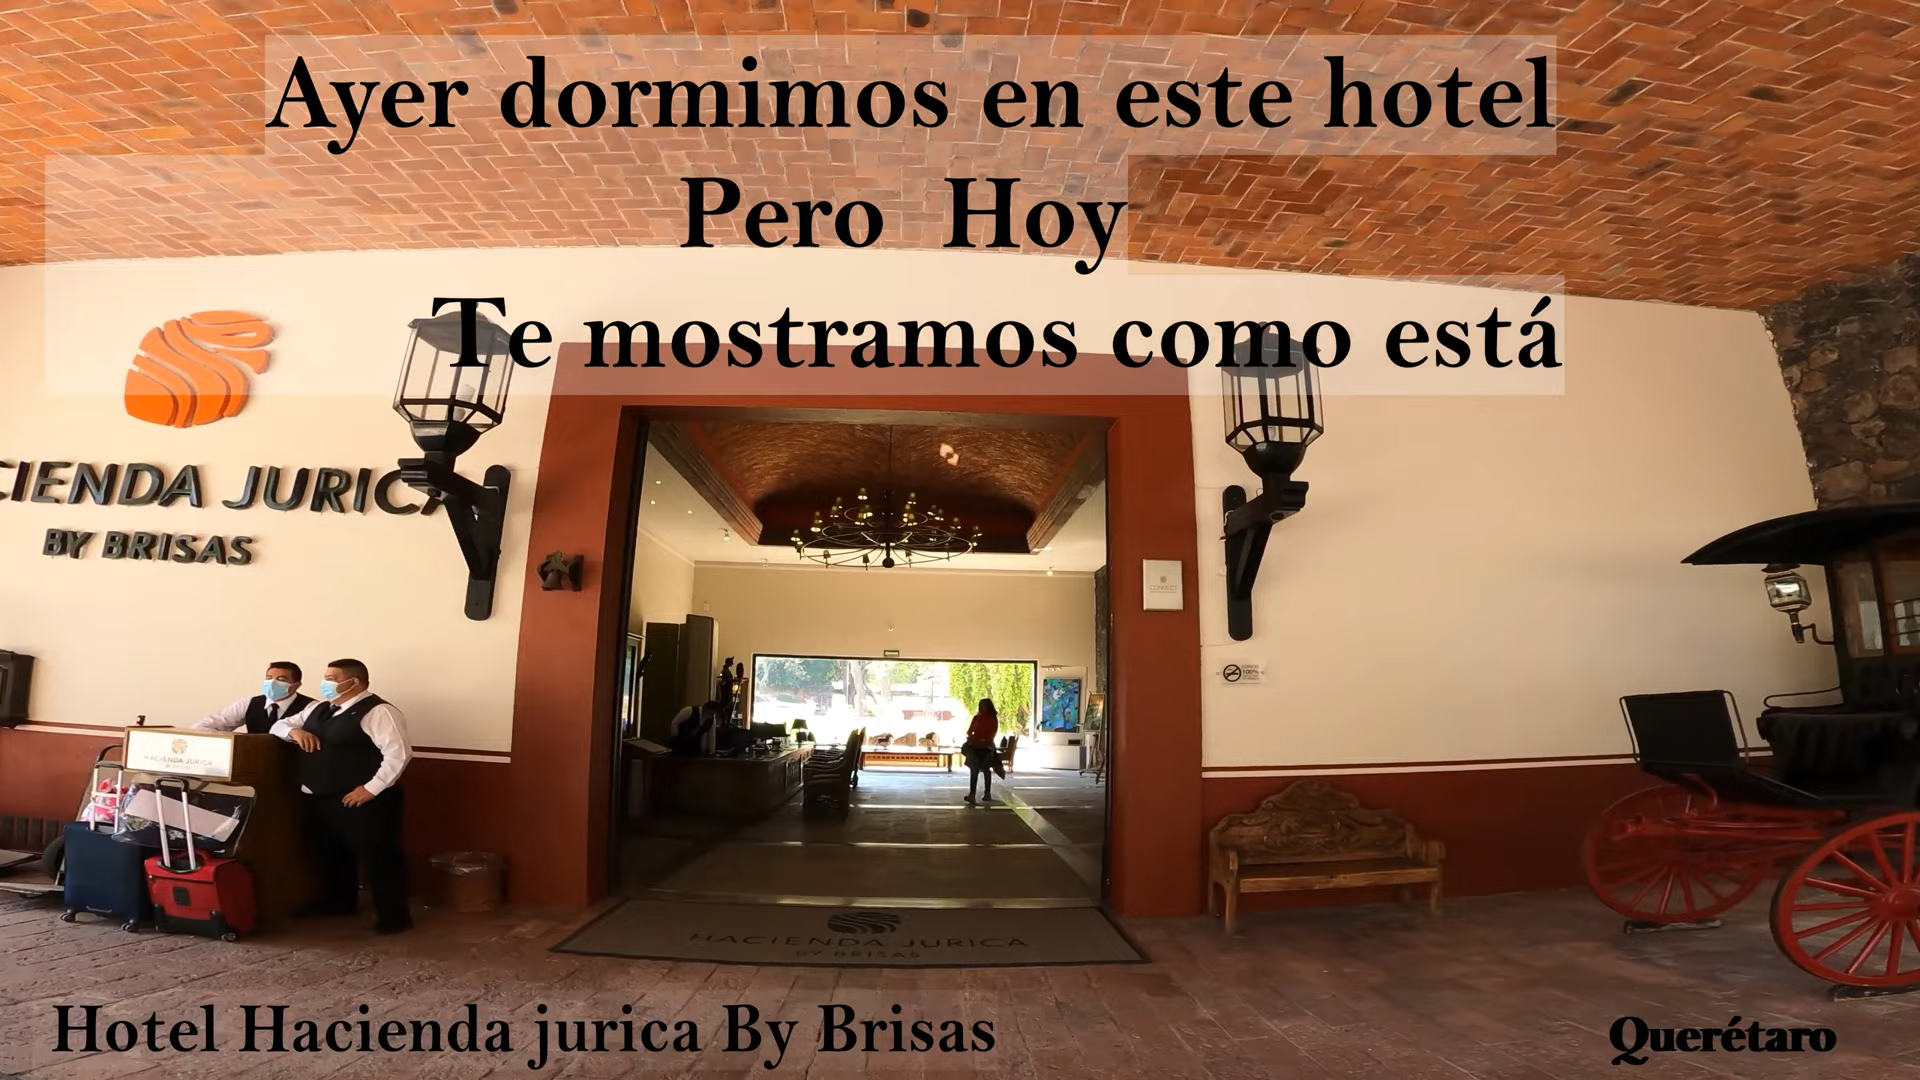 Ayer dormimos en este hotel
Pero Hoy
Te mostramos como está
CIENDA JURICA
BY BRISAS
HACIENDA JURICA
HACIENDA JURICA
BY BRISAS
Hotel Hacienda jurica By Brisas
Querétaro